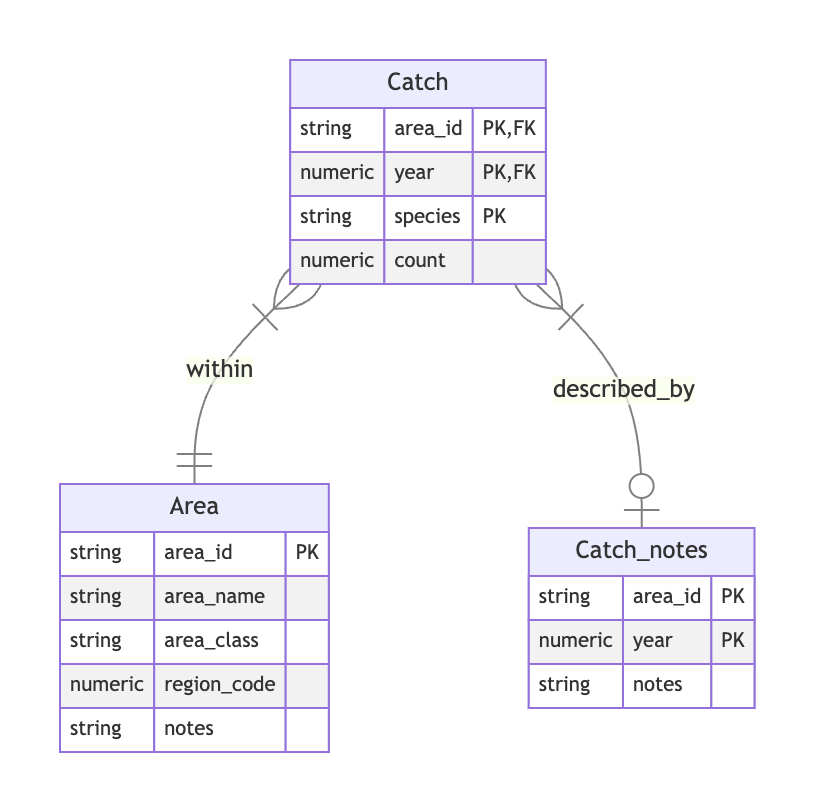 Catch
string area_id PK,FK
numeric year PK,FK
string species PK
numeric count
within
described_by
Area
string area_id PK
string area_name
string area_class
numeric region_code
string notes
Catch_notes
string area_id PK
numeric year PK
string notes